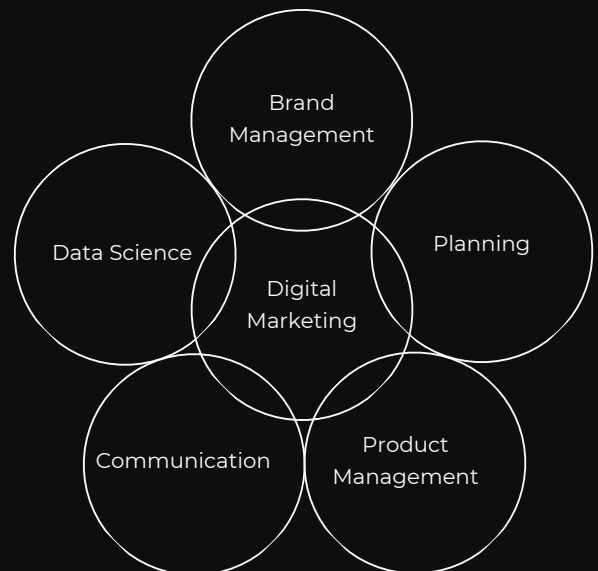 Brand
Management
Data Science
Planning
Digital
Marketing
Communication
Product
Management